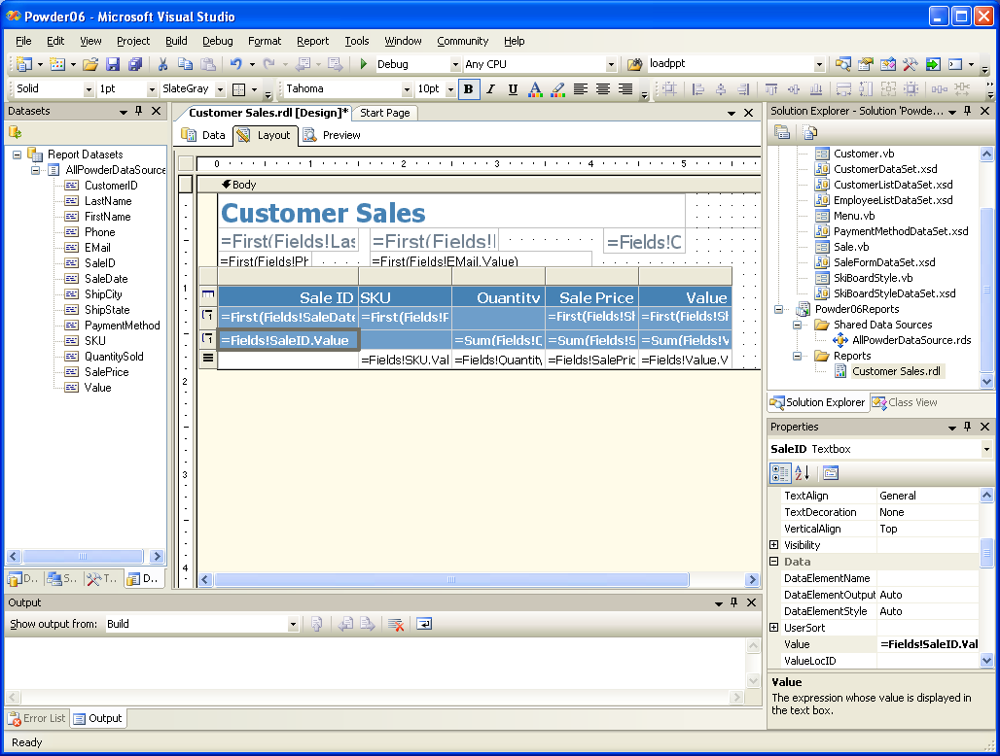 Powder06 - Microsoft Visual Studio
File Edit View Project Build Debug Format Report Tools Window Community Help
Debug Any CPU loadppt
Solid 1pt SlateGray Tahoma 10pt B I U A
Datasets
Report Datasets
AllPowderDataSource
CustomerID
LastName
FirstName
Phone
EMail
SaleID
SaleDate
ShipCity
ShipState
PaymentMethod
SKU
QuantitySold
SalePrice
Value
D.. S.. T.. D..
Customer Sales.rdl [Design]* Start Page
Data Layout Preview
0 1 2 3 4 5
Body
Customer Sales
=First(Fields!Las =First(Fields!I =Fields!C
=First(Fields!Ph =First(Fields!EMail.Value)
Sale ID SKU Quantity Sale Price Value
=First(Fields!SaleDate =First(Fields!F =First(Fields!Sh =First(Fields!Sh
=Fields!SaleID.Value =Sum(Fields!Q =Sum(Fields!S =Sum(Fields!V
=Fields!SKU.Val =Fields!Quantity =Fields!SalePric =Fields!Value.V
1
2
3
4
Solution Explorer - Solution 'Powde...
Customer.vb
CustomerDataSet.xsd
CustomerListDataSet.xsd
EmployeeListDataSet.xsd
Menu.vb
PaymentMethodDataSet.xsd
Sale.vb
SaleFormDataSet.xsd
SkiBoardStyle.vb
SkiBoardStyleDataSet.xsd
Powder06Reports
Shared Data Sources
AllPowderDataSource.rds
Reports
Customer Sales.rdl
Solution Explorer Class View
Properties
SaleID Textbox
TextAlign General
TextDecoration None
VerticalAlign Top
Visibility
Data
DataElementName
DataElementOutput Auto
DataElementStyle Auto
UserSort
Value =Fields!SaleID.Val
ValueLocID
Value
The expression whose value is displayed in
the text box.
Output
Show output from: Build
Error List Output
Ready